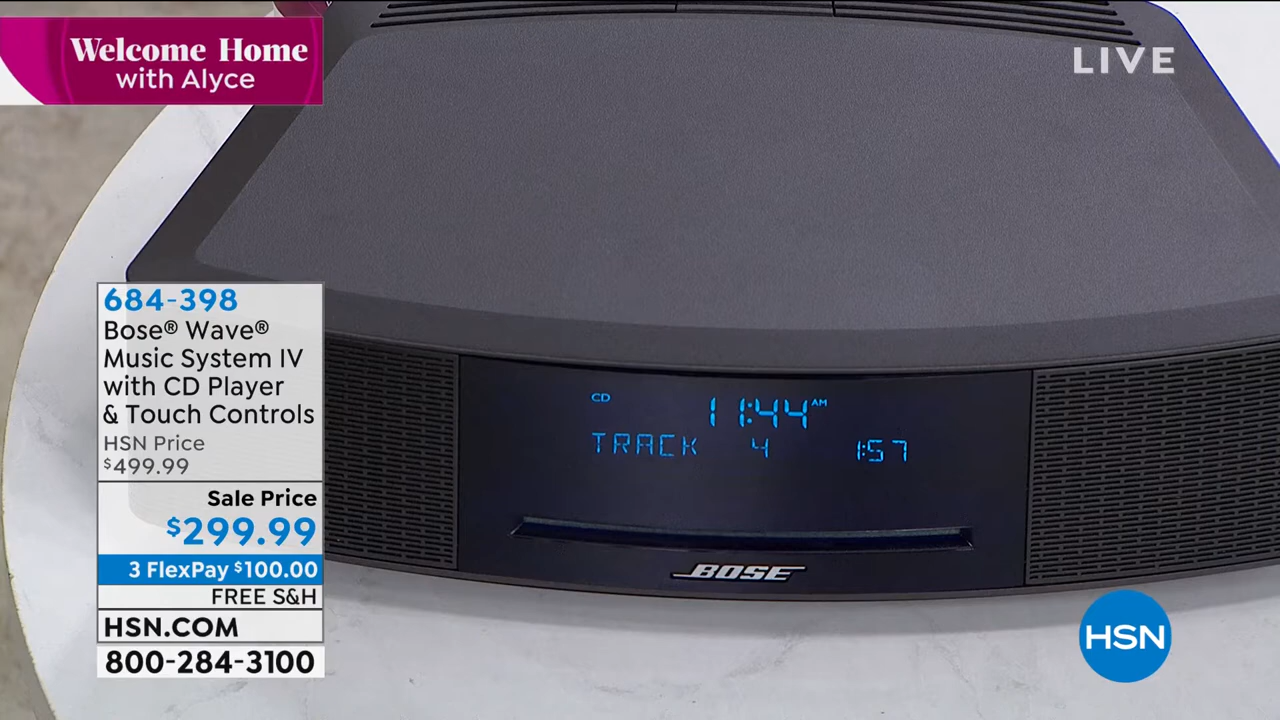 Welcome Home
with Alyce
LIVE
684-398
Bose® Wave®
Music System IV
with CD Player
& Touch Controls
HSN Price
$499.99
Sale Price
$299.99
3 FlexPay $100.00
FREE S&H
HSN.COM
800-284-3100
CD
11:44 AM
TRACK 4 1:57
BOSE
HSN